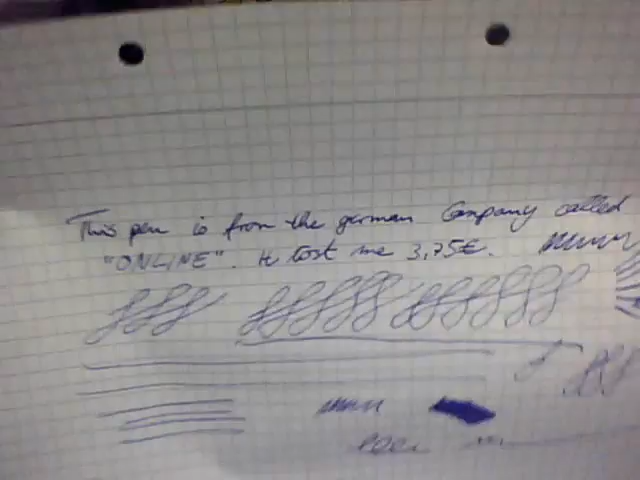 This pen is from the german Company called
"ONLINE". It Cost me 3,75€.